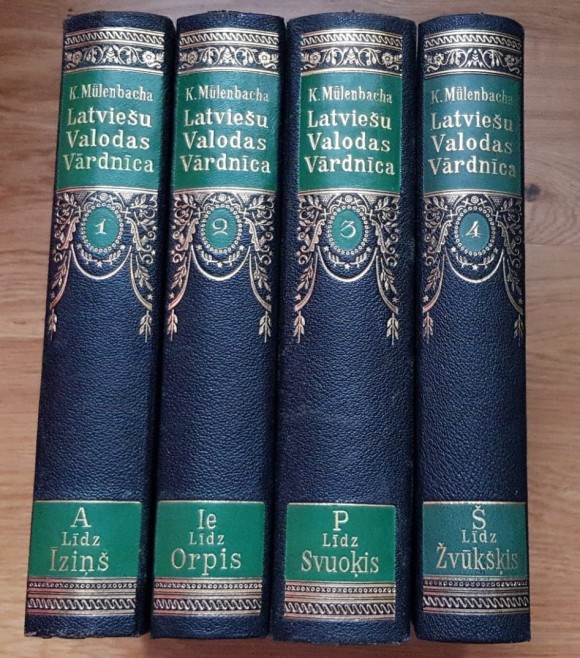 K. Mülenbacha
Latviešu
Valodas
Vārdnīca
1
A
Līdz
Īziņš
K. Mülenbacha
Latviešu
Valodas
Vārdnīca
2
Ie
Līdz
Orpis
K. Mülenbacha
Latviešu
Valodas
Vārdnīca
3
P
Līdz
Svuoķis
K. Mülenbacha
Latviešu
Valodas
Vārdnīca
4
Š
Līdz
Žvūkšķis